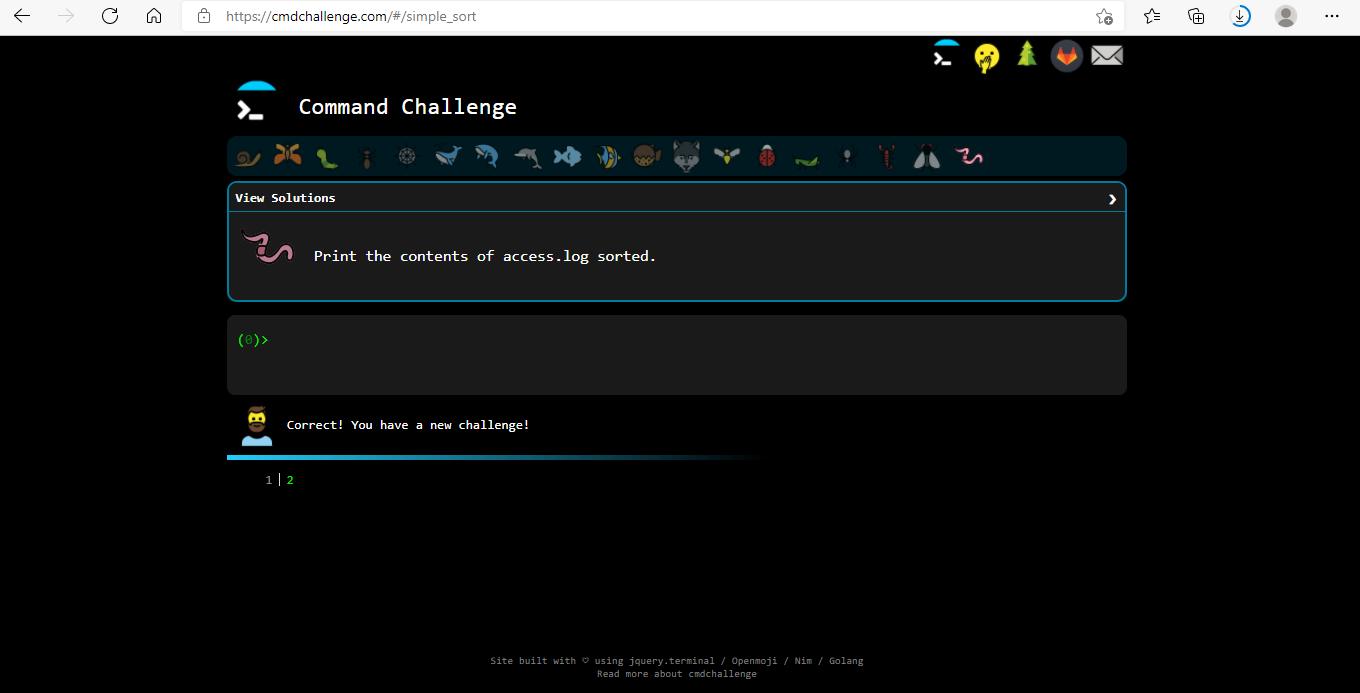 https://cmdchallenge.com/#/simple_sort
Command Challenge
View Solutions
Print the contents of access.log sorted.
(0)>
Correct! You have a new challenge!
1 2
Site built with ♡ using jquery.terminal / Openmoji / Nim / Golang
Read more about cmdchallenge